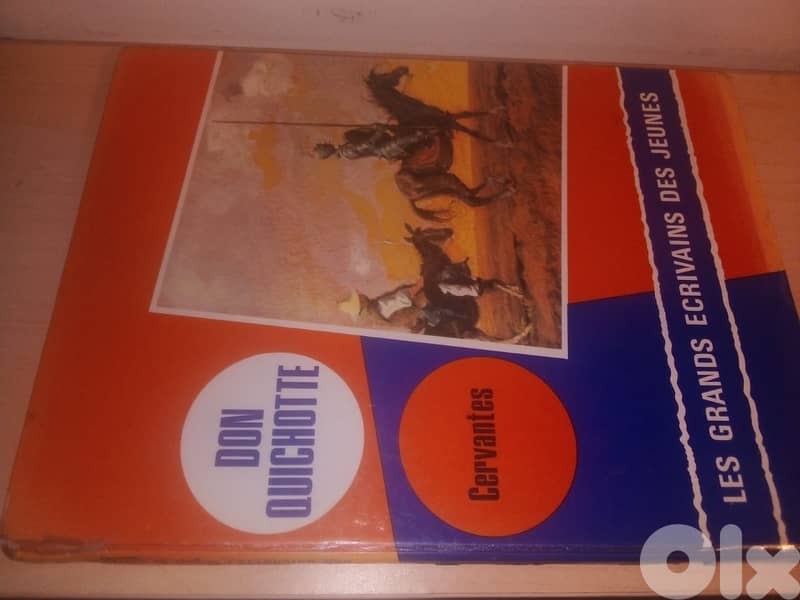 DON
QUICHOTTE
Cervantes
LES GRANDS ECRIVAINS DES JEUNES
olx